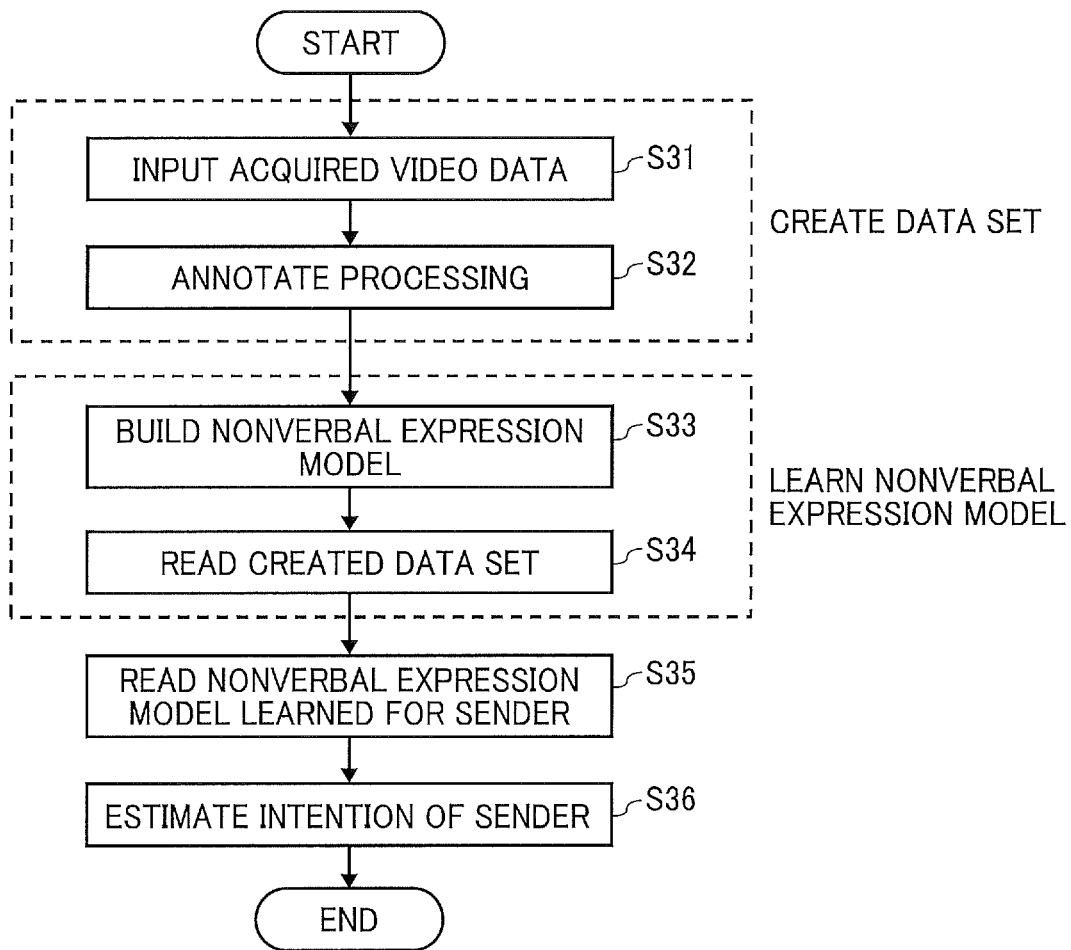 START
INPUT ACQUIRED VIDEO DATA
S31
ANNOTATE PROCESSING
S32
CREATE DATA SET
BUILD NONVERBAL EXPRESSION
MODEL
S33
READ CREATED DATA SET
S34
LEARN NONVERBAL
EXPRESSION MODEL
READ NONVERBAL EXPRESSION
MODEL LEARNED FOR SENDER
S35
ESTIMATE INTENTION OF SENDER
S36
END